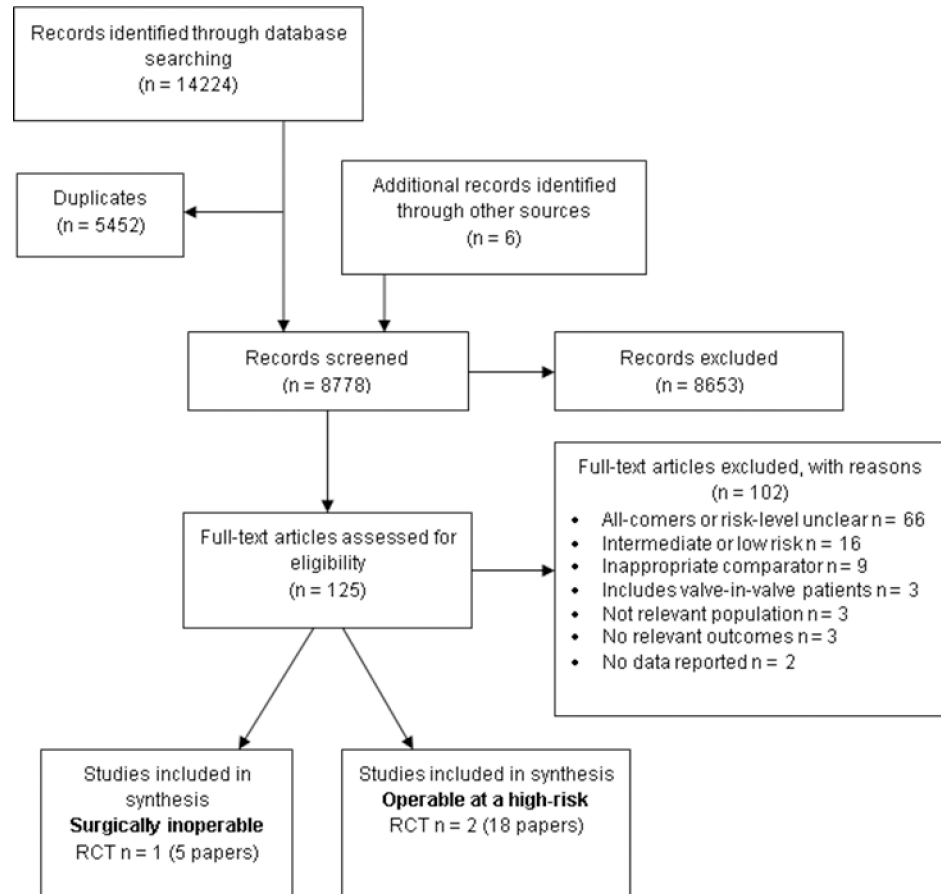 Records identified through database
searching
(n = 14224)
Duplicates
(n = 5452)
Additional records identified
through other sources
(n = 6)
Records screened
(n = 8778)
Records excluded
(n = 8653)
Full-text articles assessed for
eligibility
(n = 125)
Full-text articles excluded, with reasons
(n = 102)
• All-comers or risk-level unclear n = 66
• Intermediate or low risk n = 16
• Inappropriate comparator n = 9
• Includes valve-in-valve patients n = 3
• Not relevant population n = 3
• No relevant outcomes n = 3
• No data reported n = 2
Studies included in
synthesis
Surgically inoperable
RCT n = 1 (5 papers)
Studies included in synthesis
Operable at a high-risk
RCT n = 2 (18 papers)